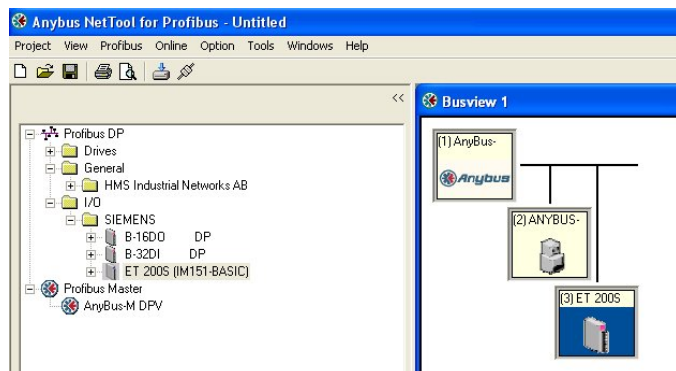 Anybus NetTool for Profibus - Untitled
Project View Profibus Online Option Tools Windows Help
<<
Profibus DP
Drives
General
HMS Industrial Networks AB
I/O
SIEMENS
B-16DO DP
B-32DI DP
ET 200S (IM151-BASIC)
Profibus Master
AnyBus-M DPV
Busview 1
(1) AnyBus-
Anybus
(2) ANYBUS-
(3) ET 200S